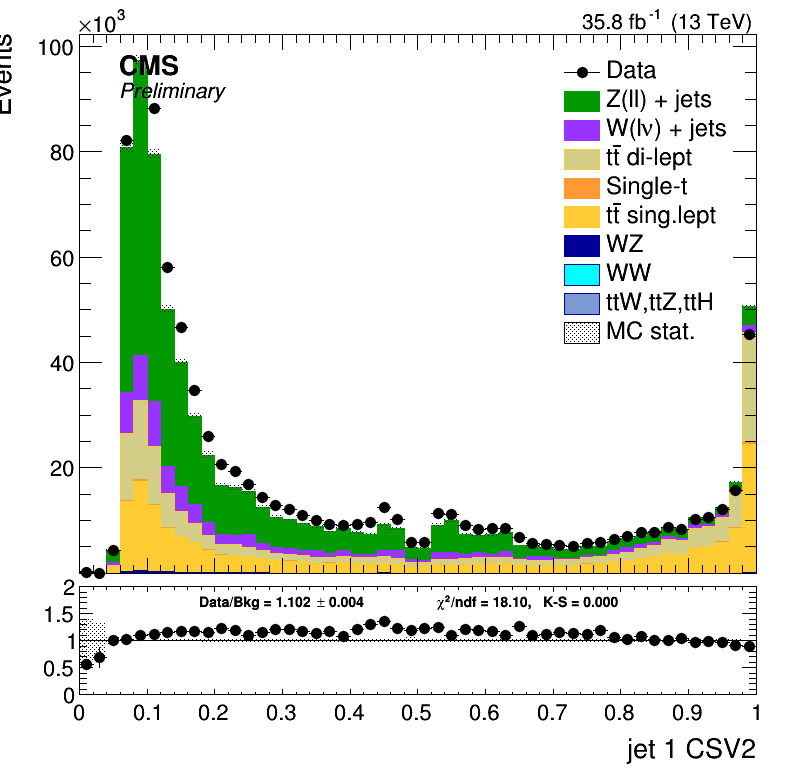 ×10³
35.8 fb⁻¹ (13 TeV)
Events
CMS
Preliminary
Data
Z(ll) + jets
W(lν) + jets
tt̄ di-lept
Single-t
tt̄ sing.lept
WZ
WW
ttW,ttZ,ttH
MC stat.
100
80
60
40
20
Data/Bkg = 1.102 ± 0.004 χ²/ndf = 18.10, K-S = 0.000
2
1.5
1
0.5
0
0 0.1 0.2 0.3 0.4 0.5 0.6 0.7 0.8 0.9 1
jet 1 CSV2